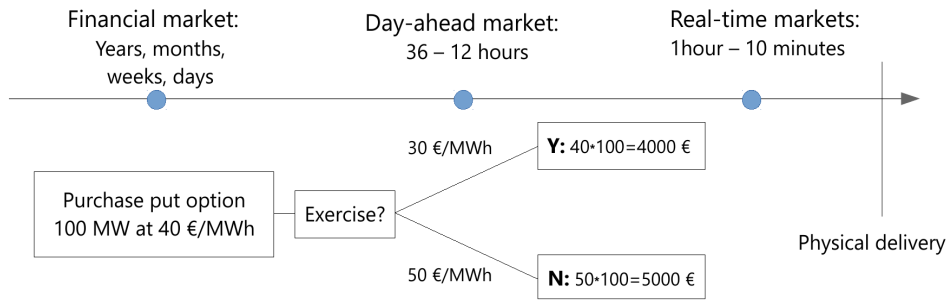 Financial market:
Years, months,
weeks, days
Day-ahead market:
36 – 12 hours
Real-time markets:
1hour – 10 minutes
30 €/MWh
Y: 40*100=4000 €
Purchase put option
100 MW at 40 €/MWh
Exercise?
Physical delivery
50 €/MWh
N: 50*100=5000 €